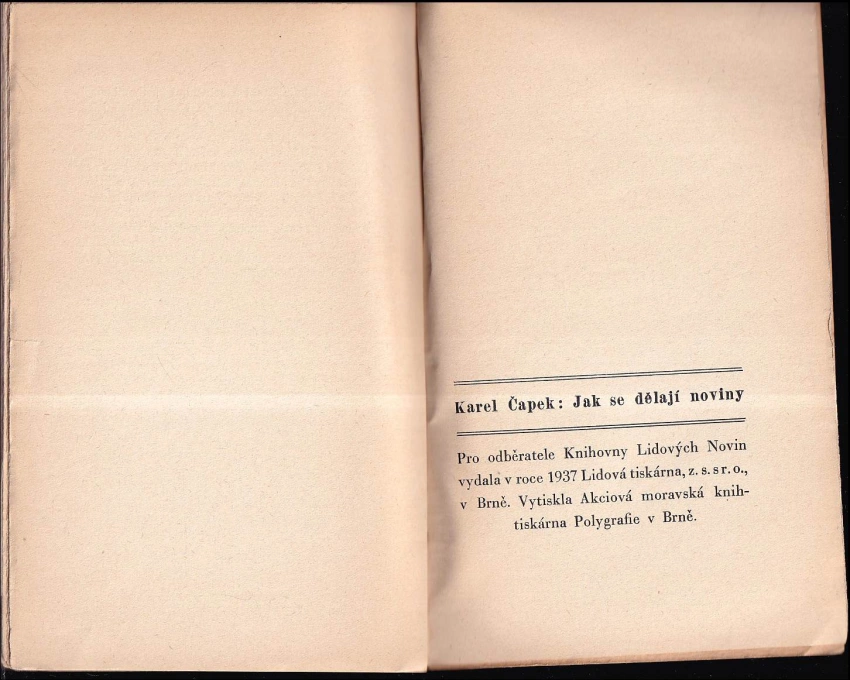 Karel Čapek: Jak se dělají noviny
Pro odběratele Knihovny Lidových Novin
vydala v roce 1937 Lidová tiskárna, z. s. s r. o.,
v Brně. Vytiskla Akciová moravská knih-
tiskárna Polygrafie v Brně.